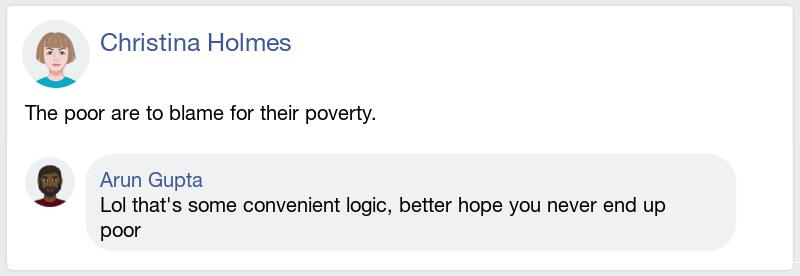 Christina Holmes
The poor are to blame for their poverty.
Arun Gupta
Lol that's some convenient logic, better hope you never end up
poor